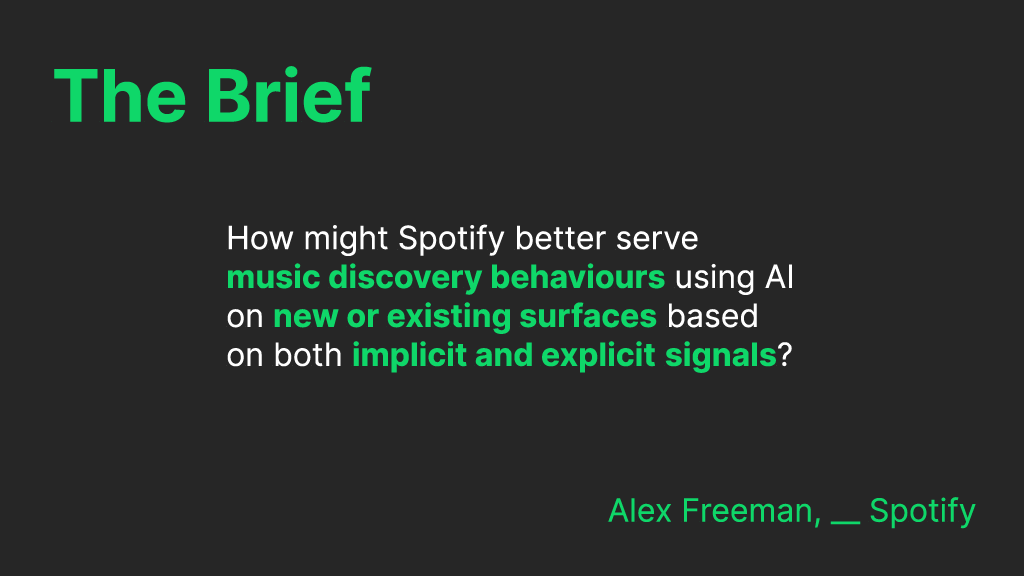 The Brief
How might Spotify better serve
music discovery behaviours using AI
on new or existing surfaces based
on both implicit and explicit signals?
Alex Freeman, __ Spotify